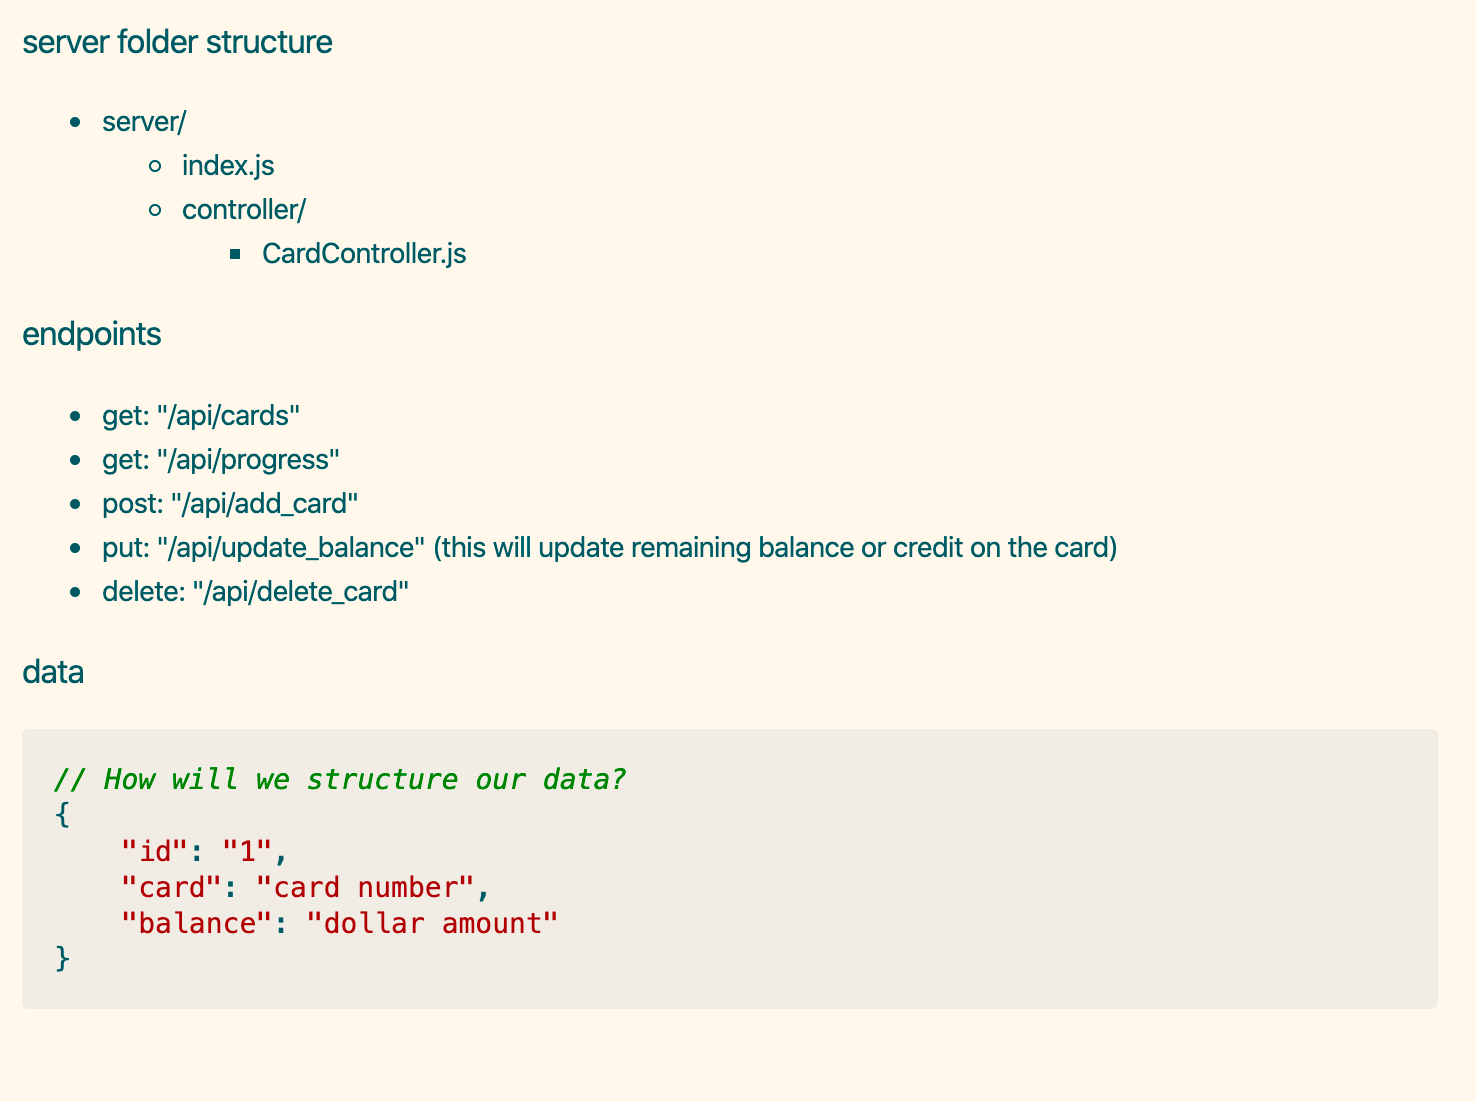 server folder structure
server/
index.js
controller/
CardController.js
endpoints
get: "/api/cards"
get: "/api/progress"
post: "/api/add_card"
put: "/api/update_balance" (this will update remaining balance or credit on the card)
delete: "/api/delete_card"
data
// How will we structure our data?
{
    "id": "1",
    "card": "card number",
    "balance": "dollar amount"
}